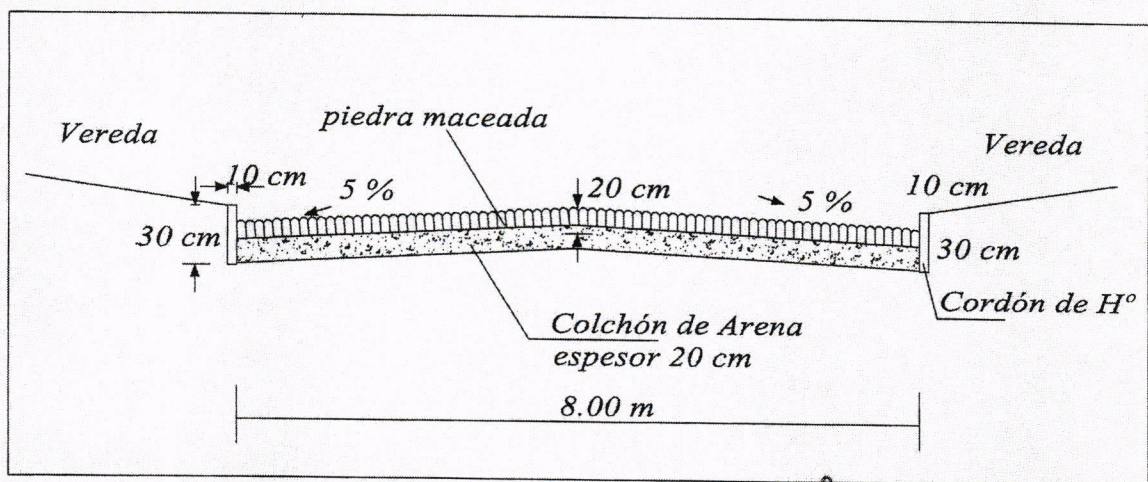 piedra maceada
Vereda
Vereda
10 cm
5 %
20 cm
5 %
10 cm
30 cm
30 cm
Cordón de Hº
Colchón de Arena
espesor 20 cm
8.00 m